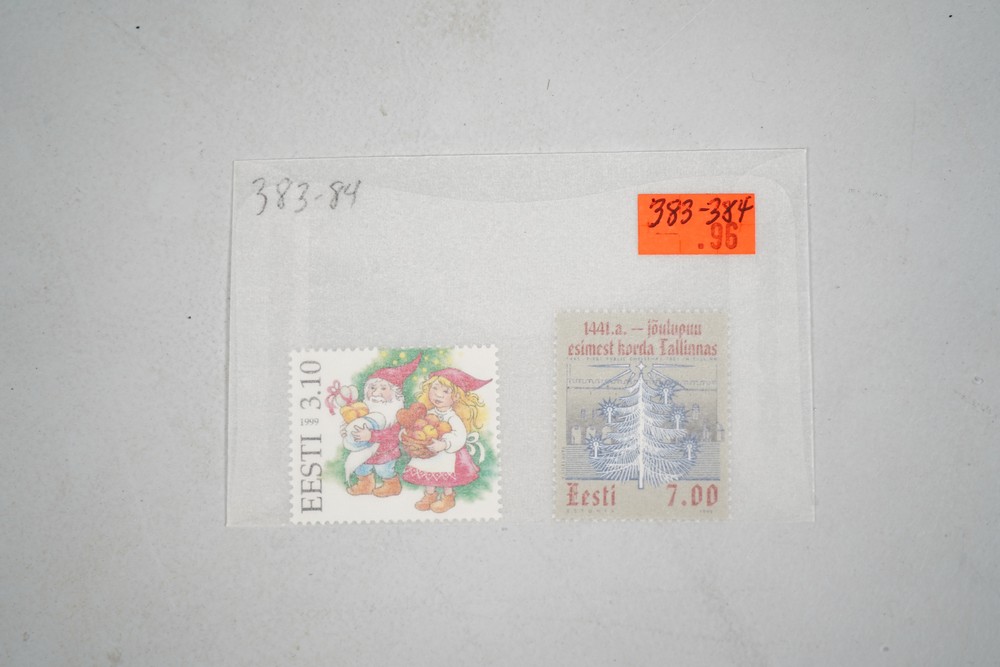 383-84
383-384
.96
EESTI 1999 3.10
1441.a. – jõulupuu
esimest korda Tallinnas
Eesti 7.00